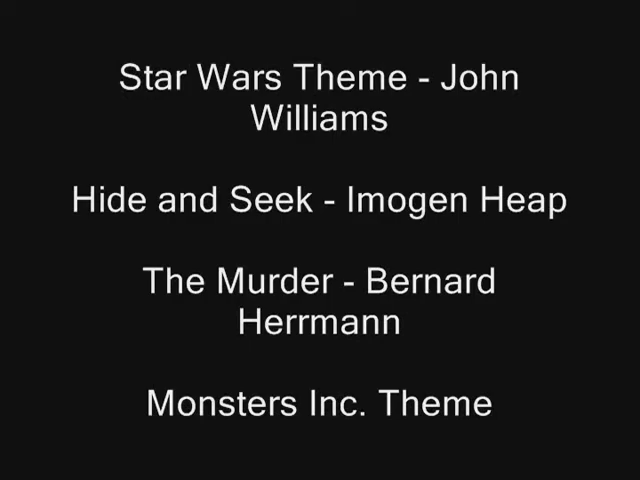 Star Wars Theme - John
Williams
Hide and Seek - Imogen Heap
The Murder - Bernard
Herrmann
Monsters Inc. Theme